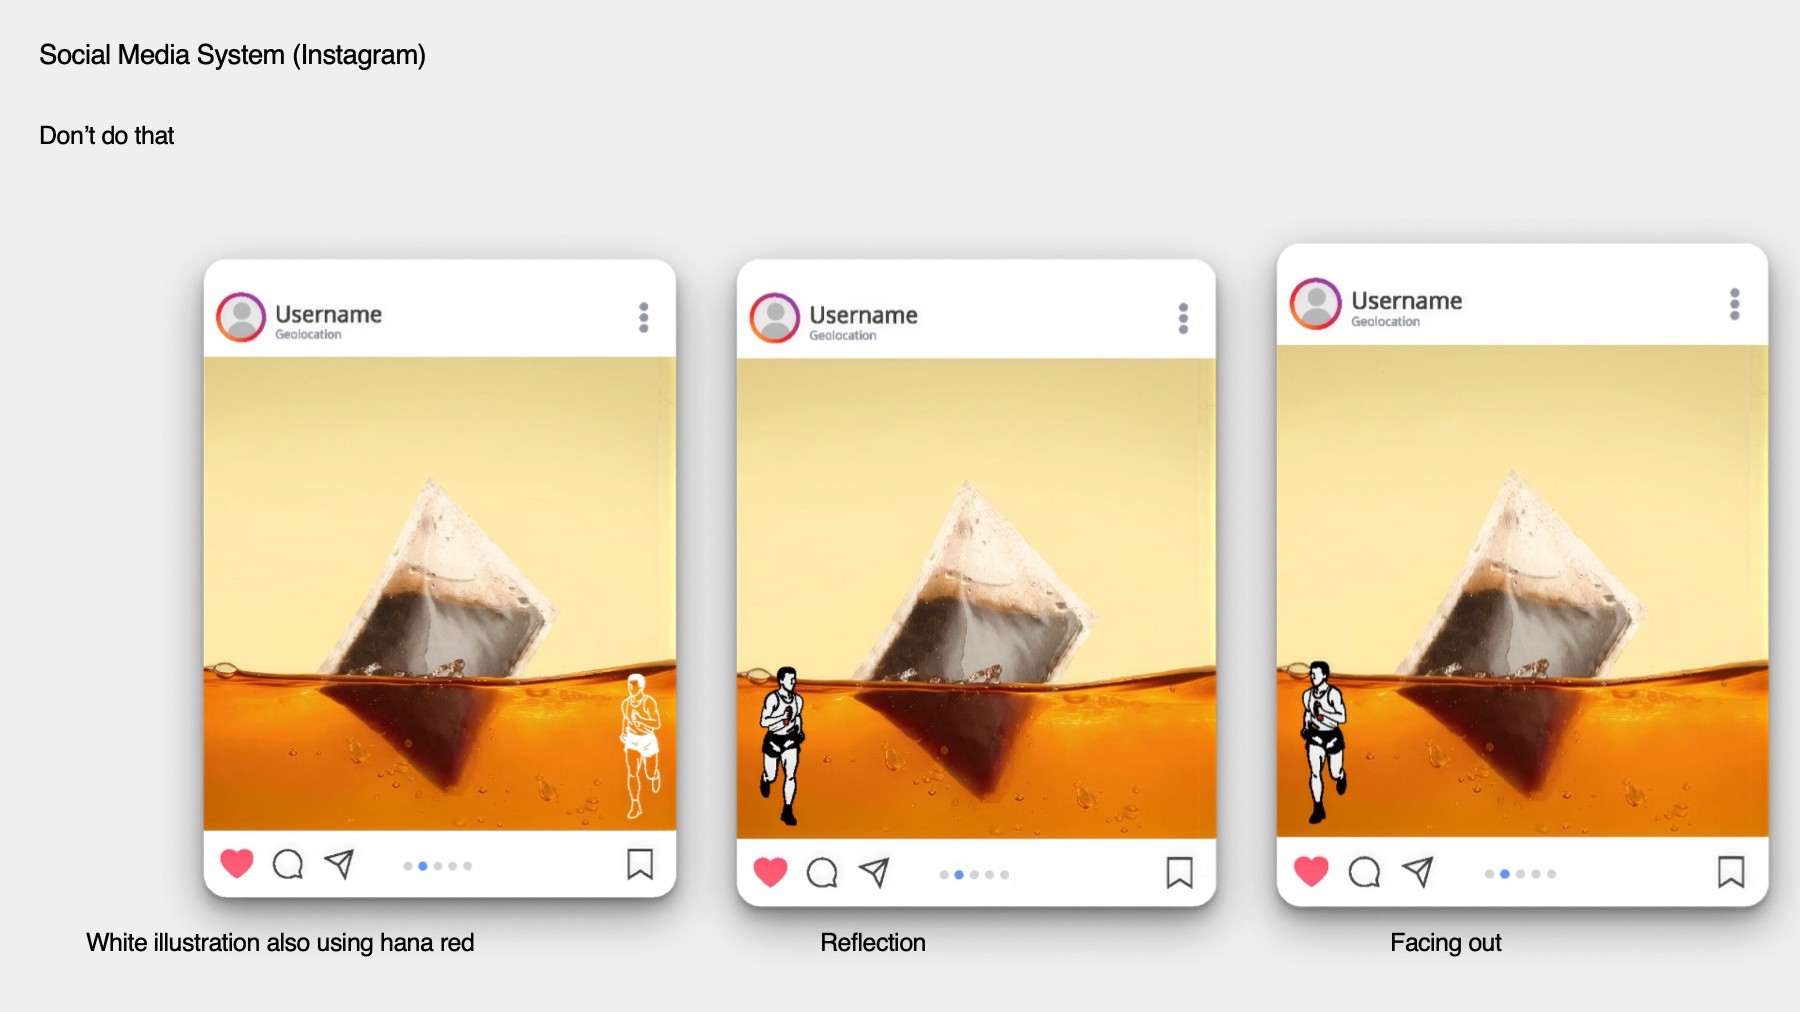 Social Media System (Instagram)
Don’t do that
Username
Geolocation
Username
Geolocation
Username
Geolocation
White illustration also using hana red
Reflection
Facing out